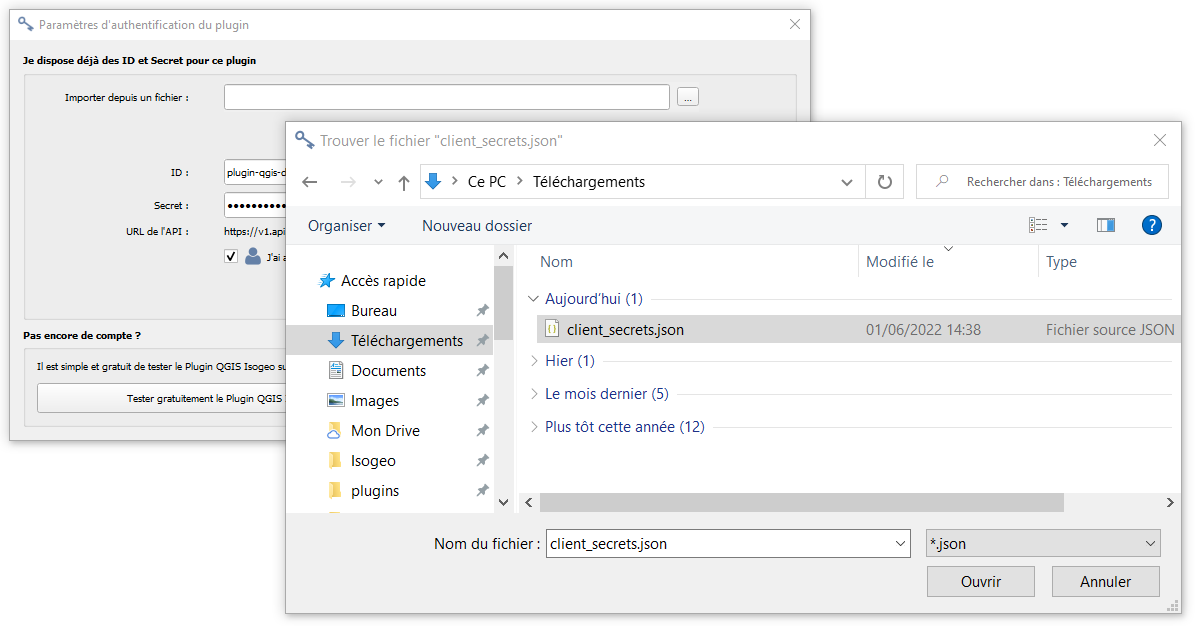 Paramètres d'authentification du plugin
Je dispose déjà des ID et Secret pour ce plugin
Importer depuis un fichier :
...
ID :
plugin-qgis-d
Secret :
URL de l'API :
https://v1.api
J'ai a
Pas encore de compte ?
Il est simple et gratuit de tester le Plugin QGIS Isogeo su
Tester gratuitement le Plugin QGIS
Trouver le fichier "client_secrets.json"
Ce PC
Téléchargements
Rechercher dans : Téléchargements
Organiser
Nouveau dossier
?
Accès rapide
Bureau
Téléchargements
Documents
Images
Mon Drive
Isogeo
plugins
Nom
Modifié le
Type
Aujourd'hui (1)
client_secrets.json
01/06/2022 14:38
Fichier source JSON
Hier (1)
Le mois dernier (5)
Plus tôt cette année (12)
Nom du fichier :
client_secrets.json
*.json
Ouvrir
Annuler